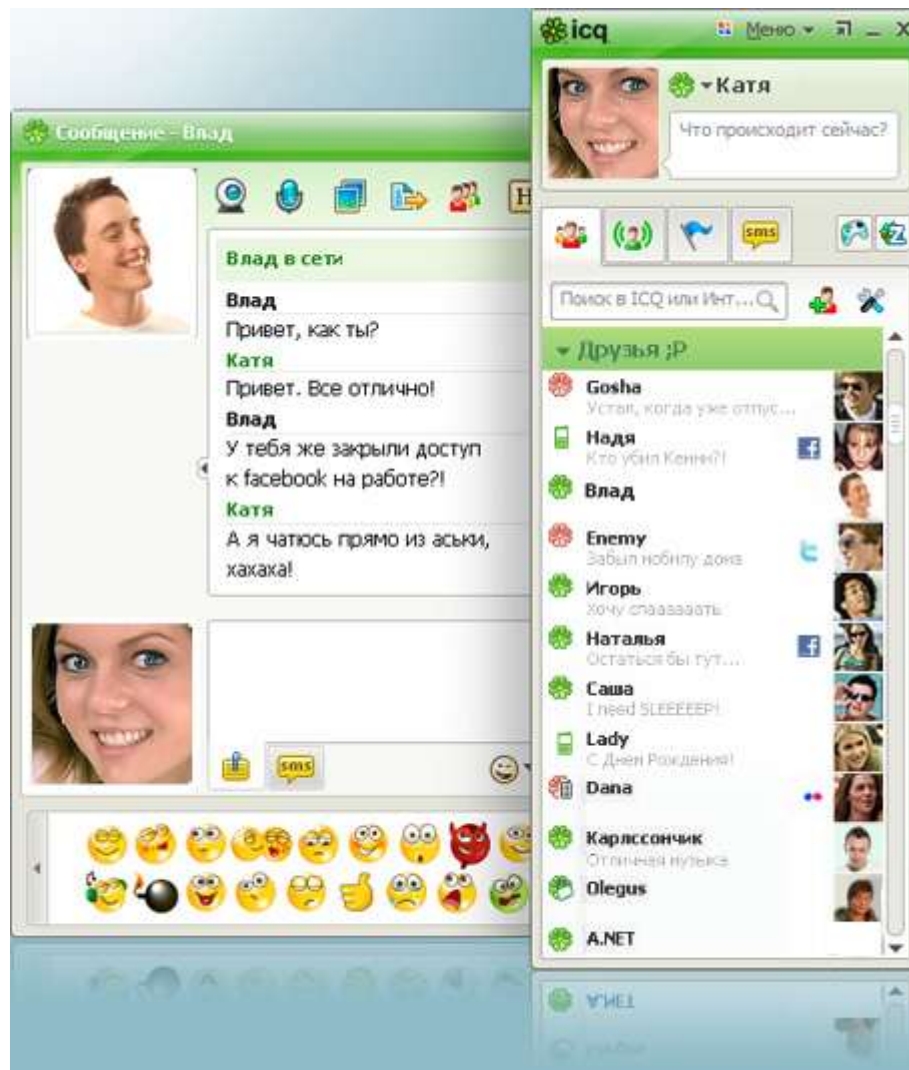 Сообщение - Влад
H
Влад в сети
Влад
Привет, как ты?
Катя
Привет. Все отлично!
Влад
У тебя же закрыли доступ
к facebook на работе?!
Катя
А я чатюсь прямо из аськи,
хахаха!
sms
icq
Меню
Катя
Что происходит сейчас?
sms
Поиск в ICQ или Инт...
Друзья ;P
Gosha
Устал, когда уже отпус...
Надя
Кто убил Кенни?!
Влад
Enemy
Забыл мобилу дома
Игорь
Хочу спааааааать
Наталья
Остаться бы тут...
Саша
I need SLEEEEEP!
Lady
С Днем Рождения!
Dana
Карлссончик
Отличная музыка
Olegus
A.NET